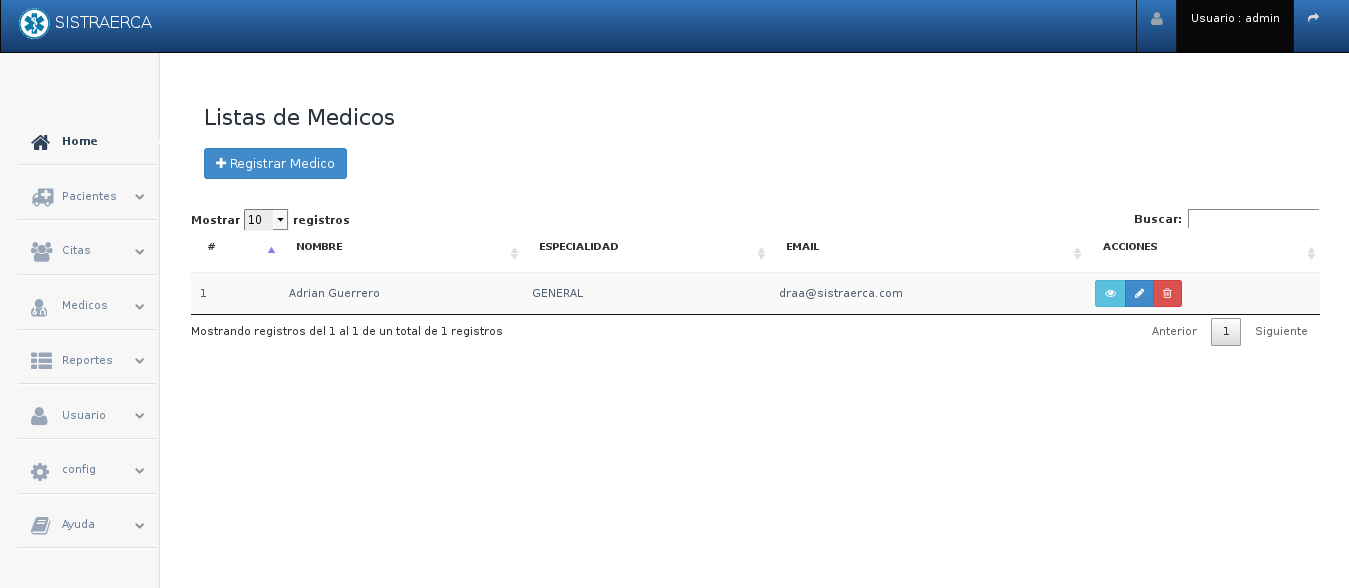 SISTRAERCA
Usuario : admin
Home
Pacientes
Citas
Medicos
Reportes
Usuario
config
Ayuda
Listas de Medicos
Registrar Medico
Mostrar 10 registros
Buscar:
# NOMBRE ESPECIALIDAD EMAIL ACCIONES
1 Adrian Guerrero GENERAL draa@sistraerca.com
Mostrando registros del 1 al 1 de un total de 1 registros
Anterior 1 Siguiente